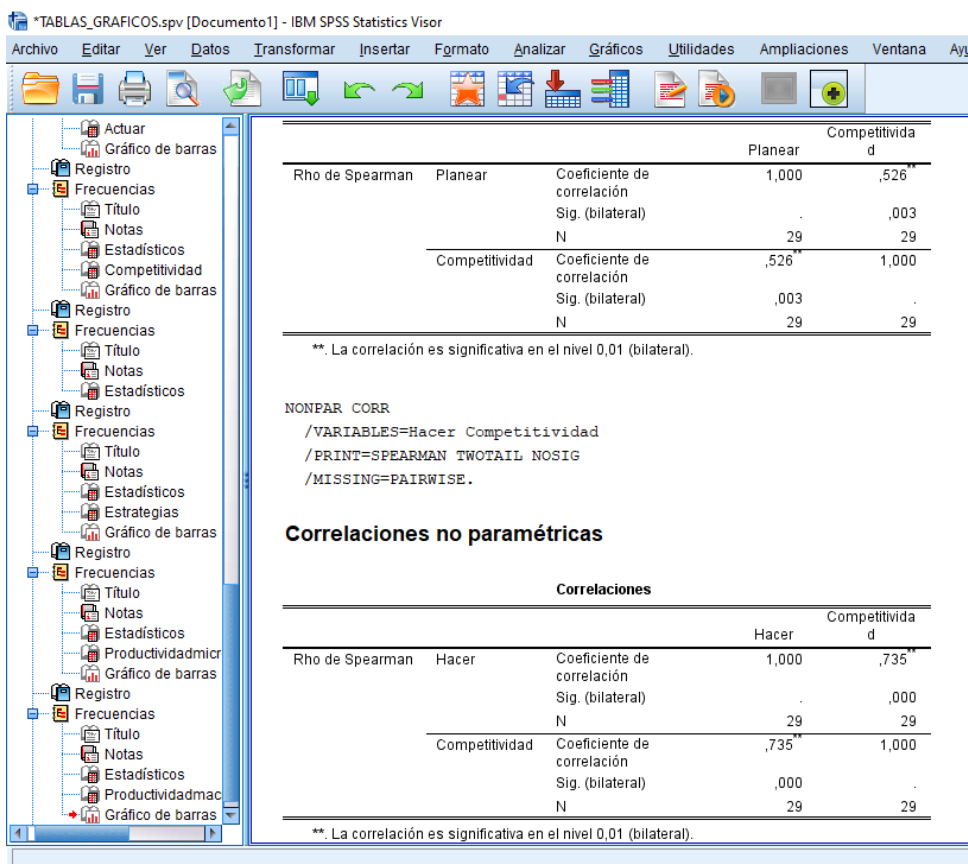 *TABLAS_GRAFICOS.spv [Documento1] - IBM SPSS Statistics Visor
Archivo Editar Ver Datos Transformar Insertar Formato Analizar Gráficos Utilidades Ampliaciones Ventana Ayu
Actuar
Gráfico de barras
Registro
Frecuencias
Título
Notas
Estadísticos
Competitividad
Gráfico de barras
Registro
Frecuencias
Título
Notas
Estadísticos
Registro
Frecuencias
Título
Notas
Estadísticos
Estrategias
Gráfico de barras
Registro
Frecuencias
Título
Notas
Estadísticos
Productividadmicr
Gráfico de barras
Registro
Frecuencias
Título
Notas
Estadísticos
Productividadmac
Gráfico de barras
Planear Competitivida
d
Rho de Spearman Planear Coeficiente de
correlación 1,000 ,526**
Sig. (bilateral) . ,003
N 29 29
Competitividad Coeficiente de
correlación ,526** 1,000
Sig. (bilateral) ,003 .
N 29 29
**. La correlación es significativa en el nivel 0,01 (bilateral).
NONPAR CORR
/VARIABLES=Hacer Competitividad
/PRINT=SPEARMAN TWOTAIL NOSIG
/MISSING=PAIRWISE.
Correlaciones no paramétricas
Correlaciones
Hacer Competitivida
d
Rho de Spearman Hacer Coeficiente de
correlación 1,000 ,735**
Sig. (bilateral) . ,000
N 29 29
Competitividad Coeficiente de
correlación ,735** 1,000
Sig. (bilateral) ,000 .
N 29 29
**. La correlación es significativa en el nivel 0,01 (bilateral).